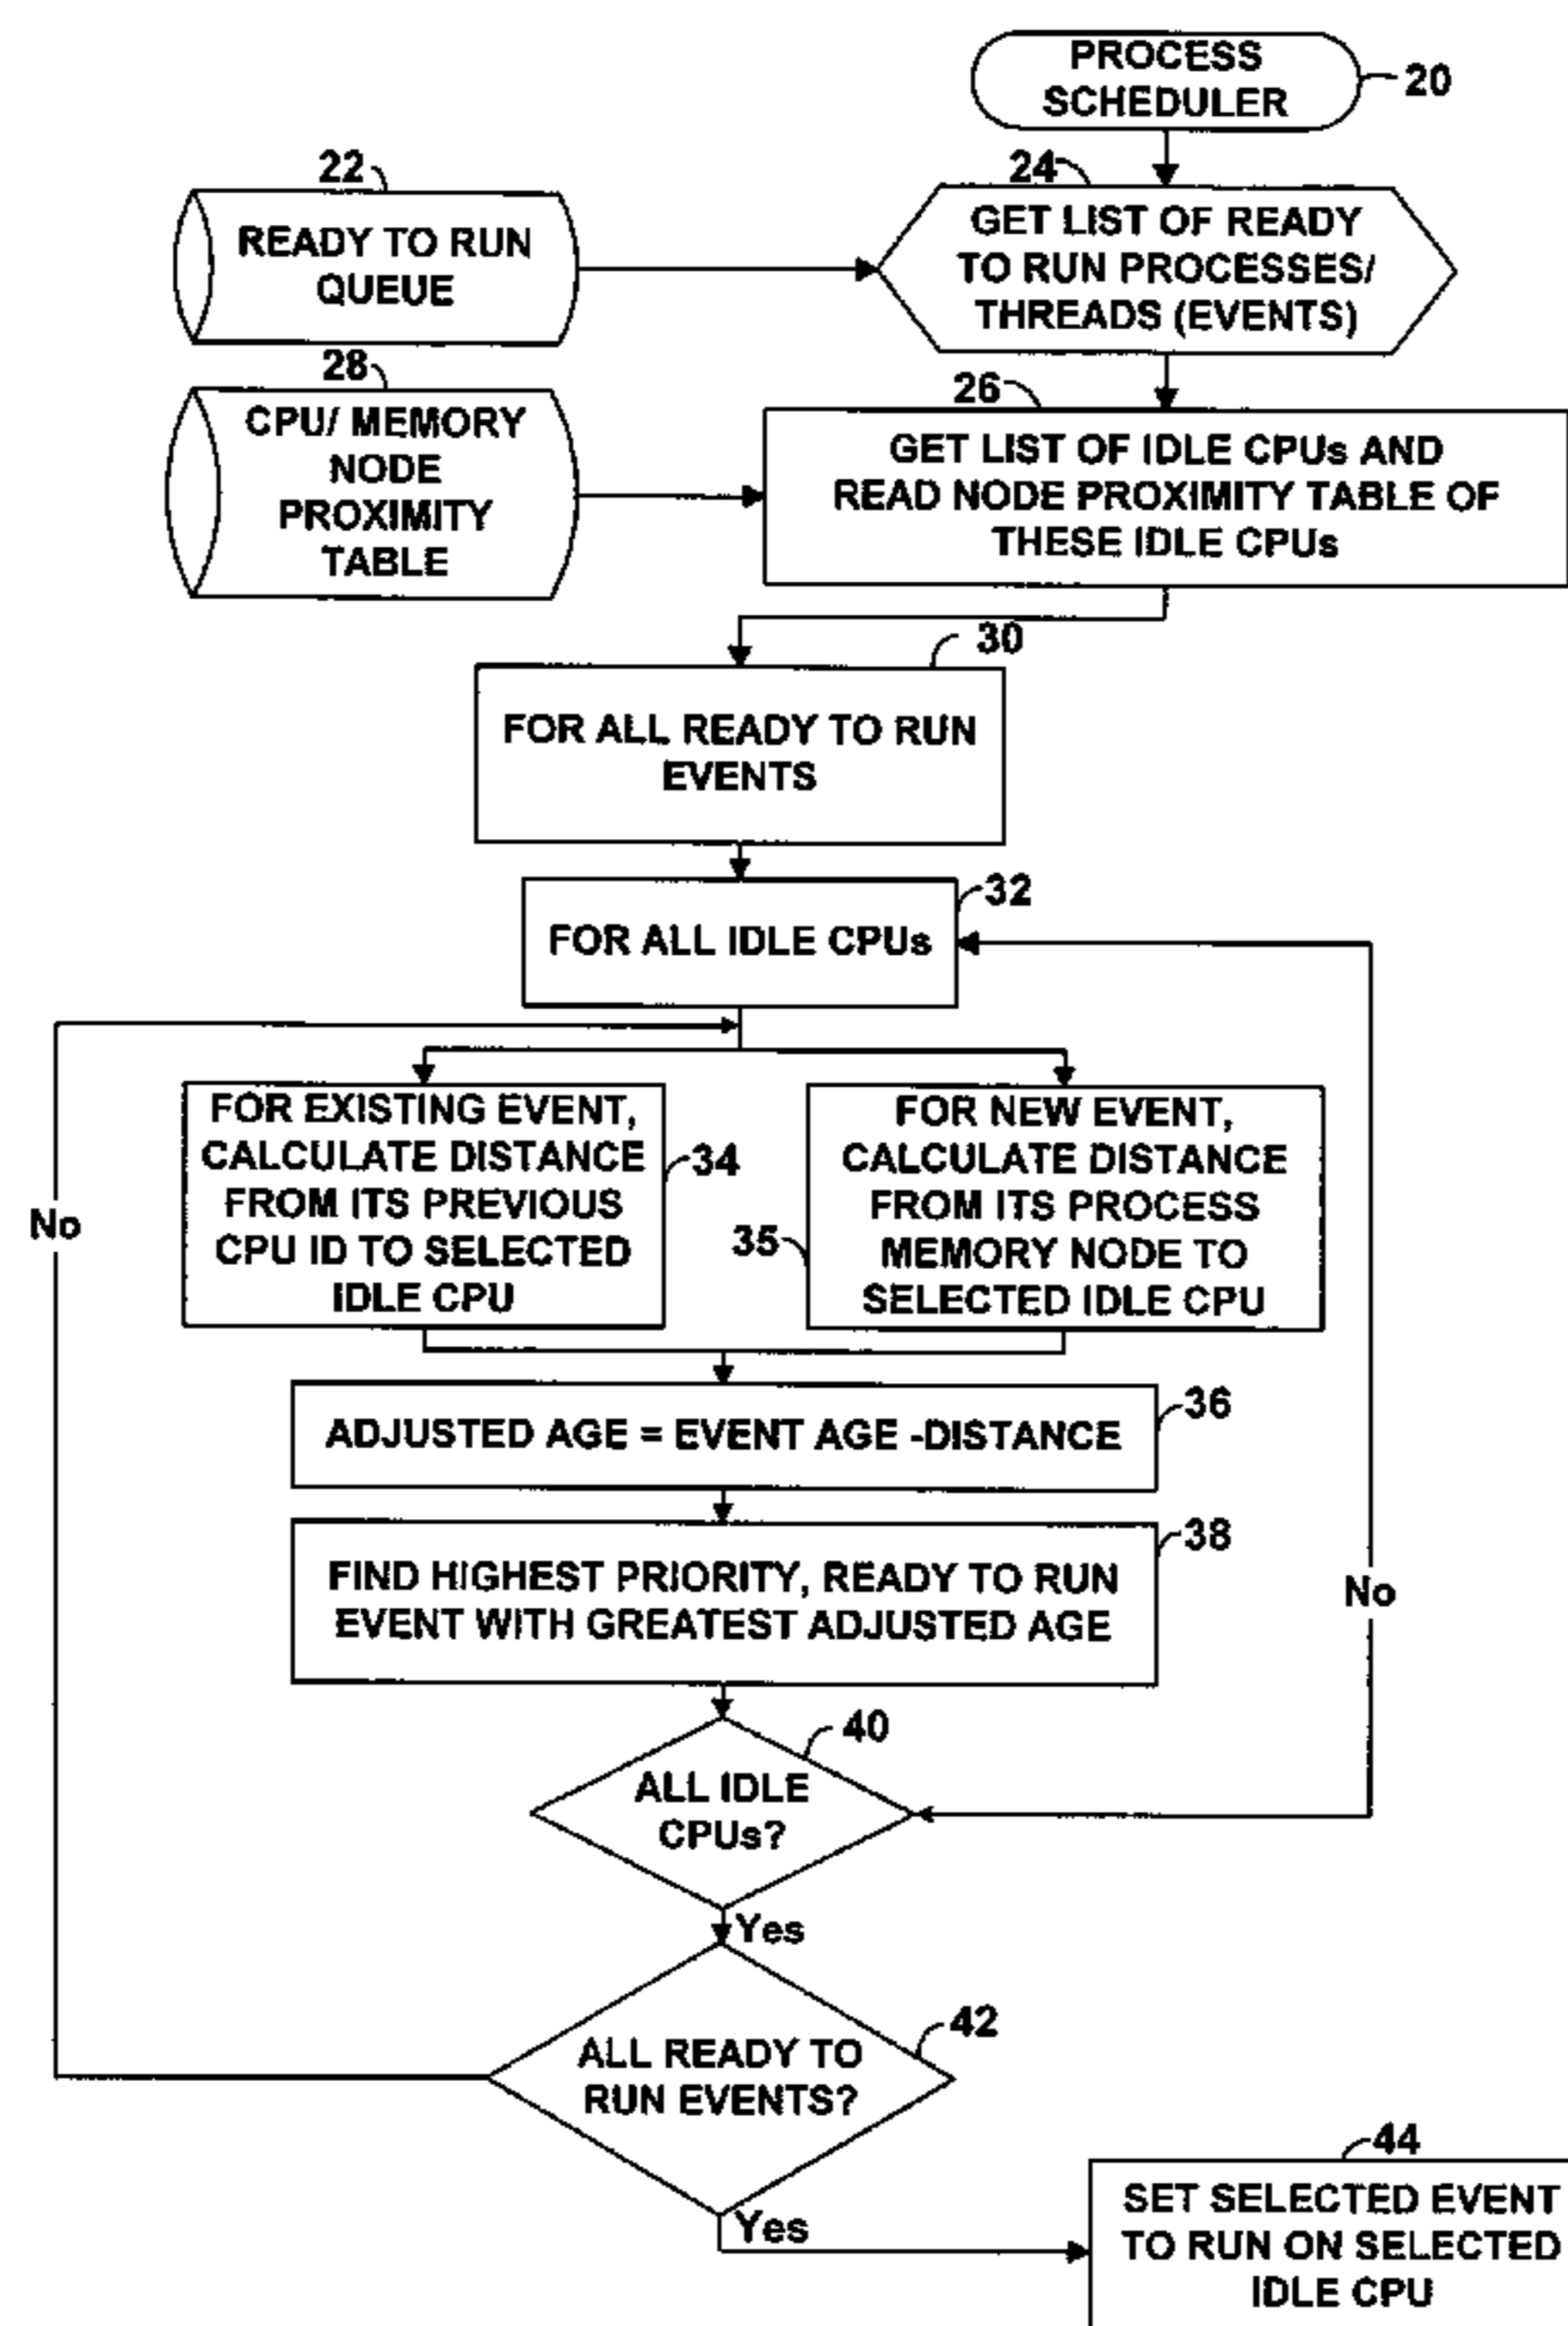 PROCESS
SCHEDULER
20
22
READY TO RUN
QUEUE
24
GET LIST OF READY
TO RUN PROCESSES/
THREADS (EVENTS)
28
CPU/ MEMORY
NODE
PROXIMITY
TABLE
26
GET LIST OF IDLE CPUs AND
READ NODE PROXIMITY TABLE OF
THESE IDLE CPUs
30
FOR ALL READY TO RUN
EVENTS
32
FOR ALL IDLE CPUs
FOR EXISTING EVENT,
CALCULATE DISTANCE
FROM ITS PREVIOUS
CPU ID TO SELECTED
IDLE CPU
34
FOR NEW EVENT,
CALCULATE DISTANCE
FROM ITS PROCESS
MEMORY NODE TO
SELECTED IDLE CPU
35
No
ADJUSTED AGE = EVENT AGE -DISTANCE
36
FIND HIGHEST PRIORITY, READY TO RUN
EVENT WITH GREATEST ADJUSTED AGE
38
No
ALL IDLE
CPUs?
40
Yes
ALL READY TO
RUN EVENTS?
42
Yes
44
SET SELECTED EVENT
TO RUN ON SELECTED
IDLE CPU